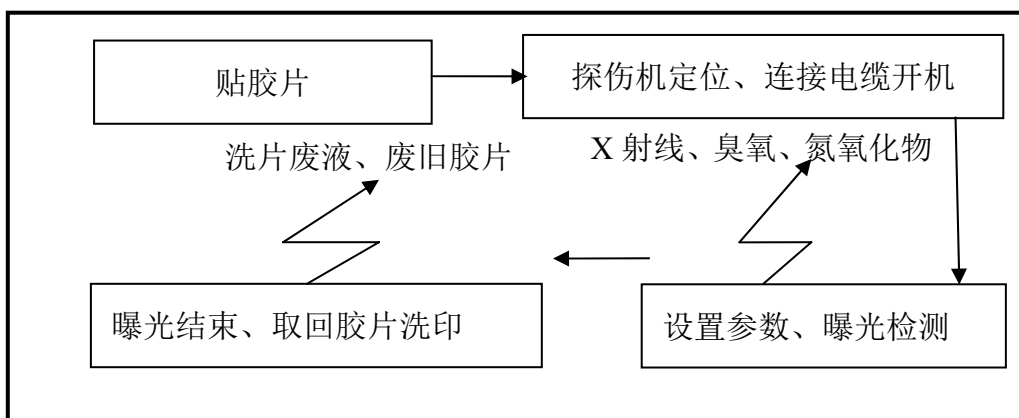 贴胶片
探伤机定位、连接电缆开机
洗片废液、废旧胶片
X 射线、臭氧、氮氧化物
曝光结束、取回胶片洗印
设置参数、曝光检测